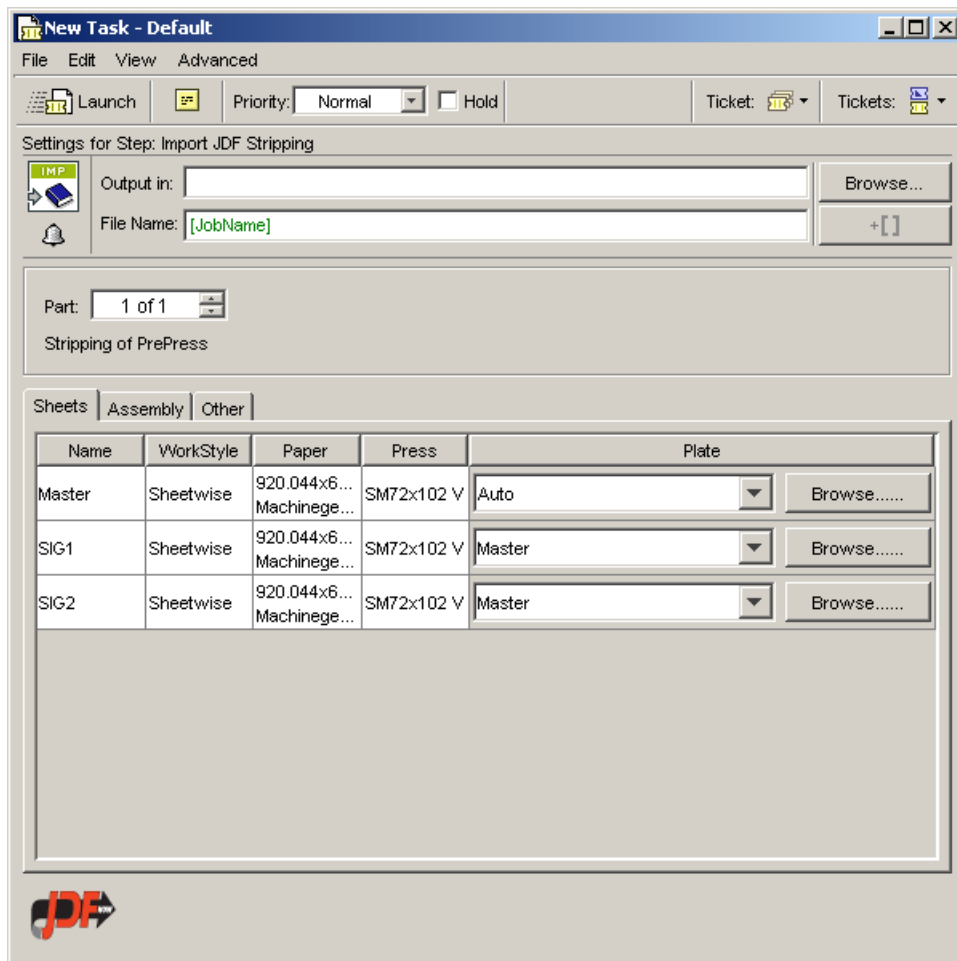 New Task - Default
File Edit View Advanced
Launch Priority: Normal Hold Ticket: Tickets:
Settings for Step: Import JDF Stripping
IMP
Output in: Browse...
File Name: [JobName] +[ ]
Part: 1 of 1
Stripping of PrePress
Sheets Assembly Other
Name WorkStyle Paper Press Plate
Master Sheetwise 920.044x6... Machinege... SM72x102 V Auto Browse......
SIG1 Sheetwise 920.044x6... Machinege... SM72x102 V Master Browse......
SIG2 Sheetwise 920.044x6... Machinege... SM72x102 V Master Browse......
JDF